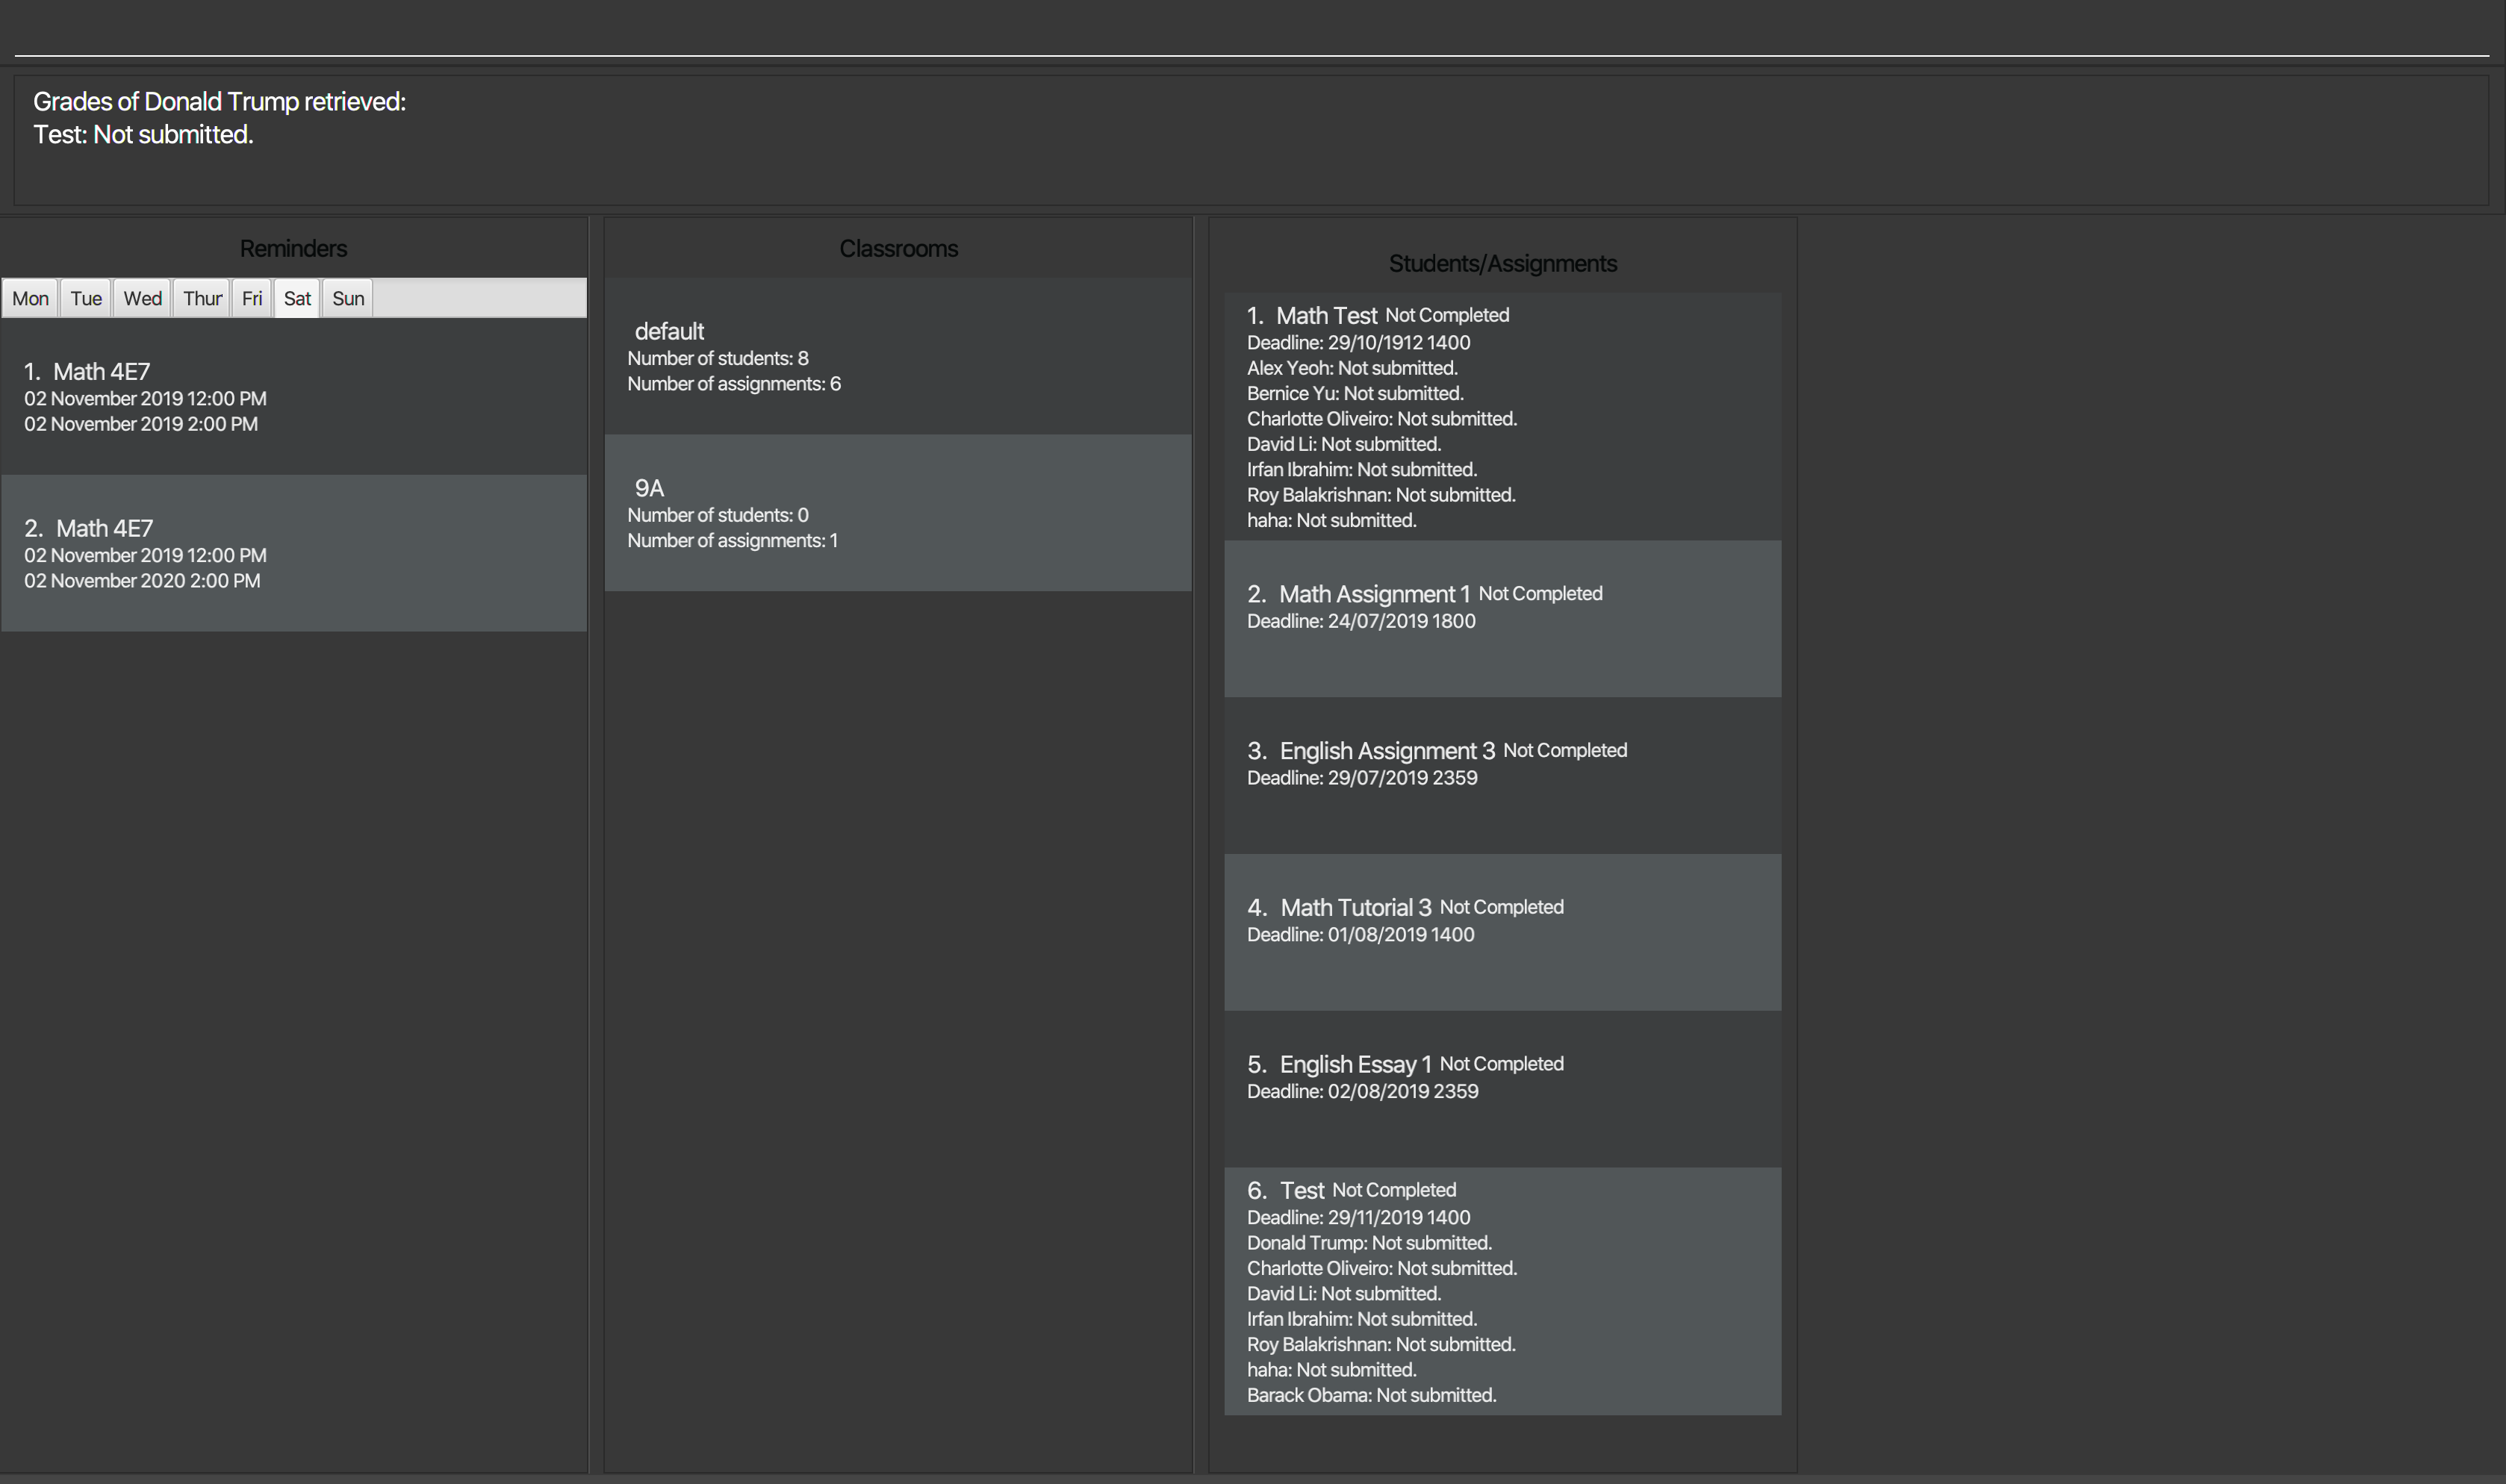 Grades of Donald Trump retrieved:
Test: Not submitted.
Reminders
Mon Tue Wed Thur Fri Sat Sun
1. Math 4E7
02 November 2019 12:00 PM
02 November 2019 2:00 PM
2. Math 4E7
02 November 2019 12:00 PM
02 November 2020 2:00 PM
Classrooms
default
Number of students: 8
Number of assignments: 6
9A
Number of students: 0
Number of assignments: 1
Students/Assignments
1. Math Test Not Completed
Deadline: 29/10/1912 1400
Alex Yeoh: Not submitted.
Bernice Yu: Not submitted.
Charlotte Oliveiro: Not submitted.
David Li: Not submitted.
Irfan Ibrahim: Not submitted.
Roy Balakrishnan: Not submitted.
haha: Not submitted.
2. Math Assignment 1 Not Completed
Deadline: 24/07/2019 1800
3. English Assignment 3 Not Completed
Deadline: 29/07/2019 2359
4. Math Tutorial 3 Not Completed
Deadline: 01/08/2019 1400
5. English Essay 1 Not Completed
Deadline: 02/08/2019 2359
6. Test Not Completed
Deadline: 29/11/2019 1400
Donald Trump: Not submitted.
Charlotte Oliveiro: Not submitted.
David Li: Not submitted.
Irfan Ibrahim: Not submitted.
Roy Balakrishnan: Not submitted.
haha: Not submitted.
Barack Obama: Not submitted.